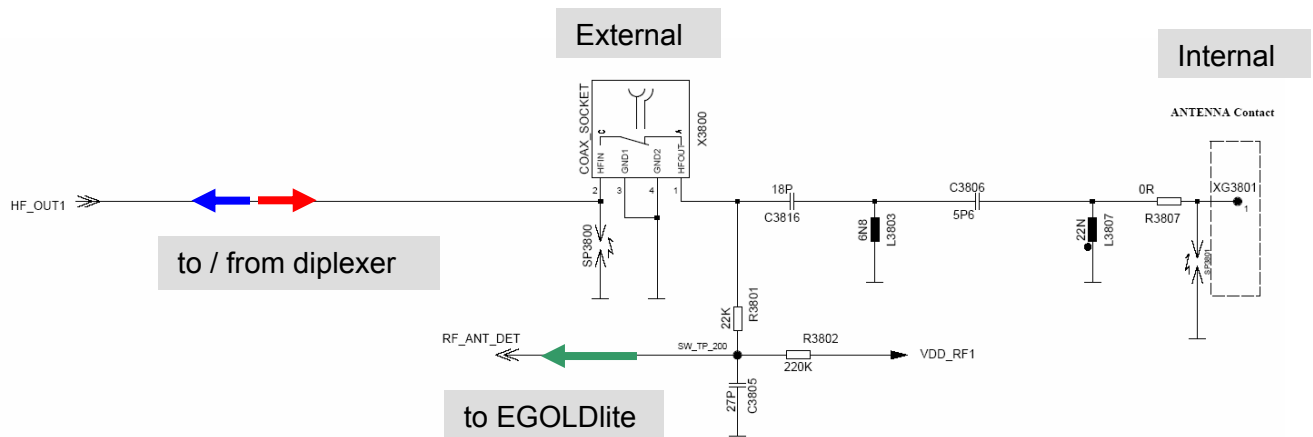 External
Internal
COAX_SOCKET
X3800
C
A
HFIN
GND1
GND2
HFOUT
2
3
4
1
ANTENNA Contact
HF_OUT1
18P
C3816
C3806
5P6
0R
R3807
XG3801
1
6N8
L3803
22N
L3807
SP3800
SP3801
to / from diplexer
22K
R3801
RF_ANT_DET
SW_TP_200
R3802
220K
VDD_RF1
27P
C3805
to EGOLDlite